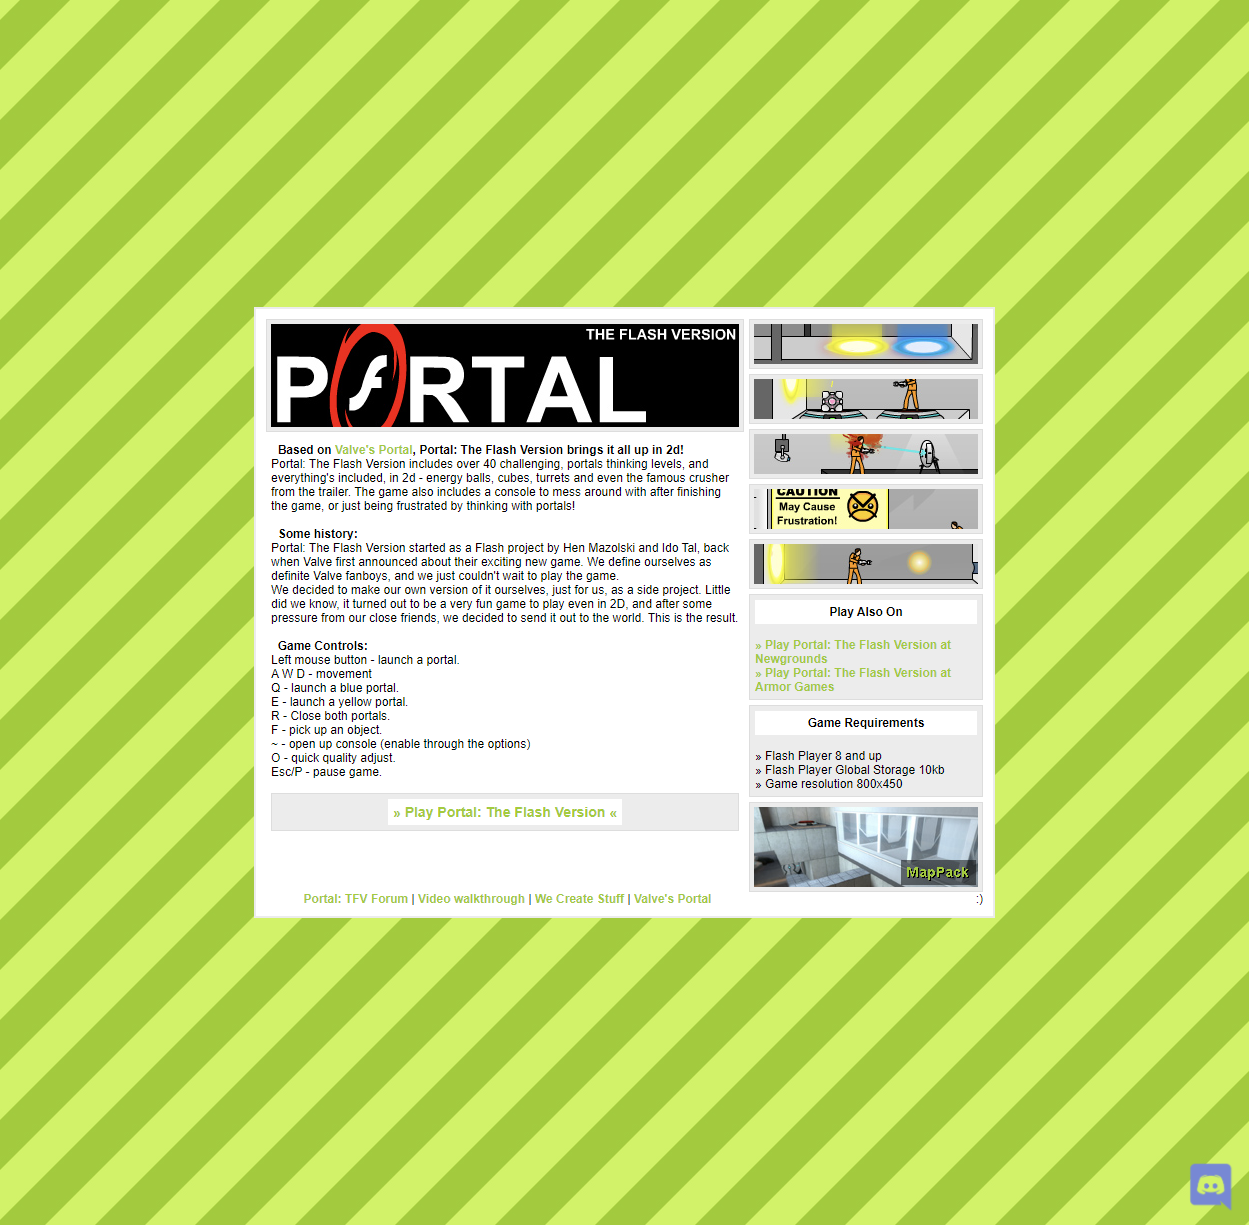 THE FLASH VERSION
PORTAL
Based on Valve's Portal, Portal: The Flash Version brings it all up in 2d!
Portal: The Flash Version includes over 40 challenging, portals thinking levels, and
everything's included, in 2d - energy balls, cubes, turrets and even the famous crusher
from the trailer. The game also includes a console to mess around with after finishing
the game, or just being frustrated by thinking with portals!
Some history:
Portal: The Flash Version started as a Flash project by Hen Mazolski and Ido Tal, back
when Valve first announced about their exciting new game. We define ourselves as
definite Valve fanboys, and we just couldn't wait to play the game.
We decided to make our own version of it ourselves, just for us, as a side project. Little
did we know, it turned out to be a very fun game to play even in 2D, and after some
pressure from our close friends, we decided to send it out to the world. This is the result.
Game Controls:
Left mouse button - launch a portal.
A W D - movement
Q - launch a blue portal.
E - launch a yellow portal.
R - Close both portals.
F - pick up an object.
~ - open up console (enable through the options)
O - quick quality adjust.
Esc/P - pause game.
» Play Portal: The Flash Version «
Portal: TFV Forum | Video walkthrough | We Create Stuff | Valve's Portal
CAUTION
May Cause
Frustration!
Play Also On
» Play Portal: The Flash Version at
Newgrounds
» Play Portal: The Flash Version at
Armor Games
Game Requirements
» Flash Player 8 and up
» Flash Player Global Storage 10kb
» Game resolution 800x450
MapPack
:)